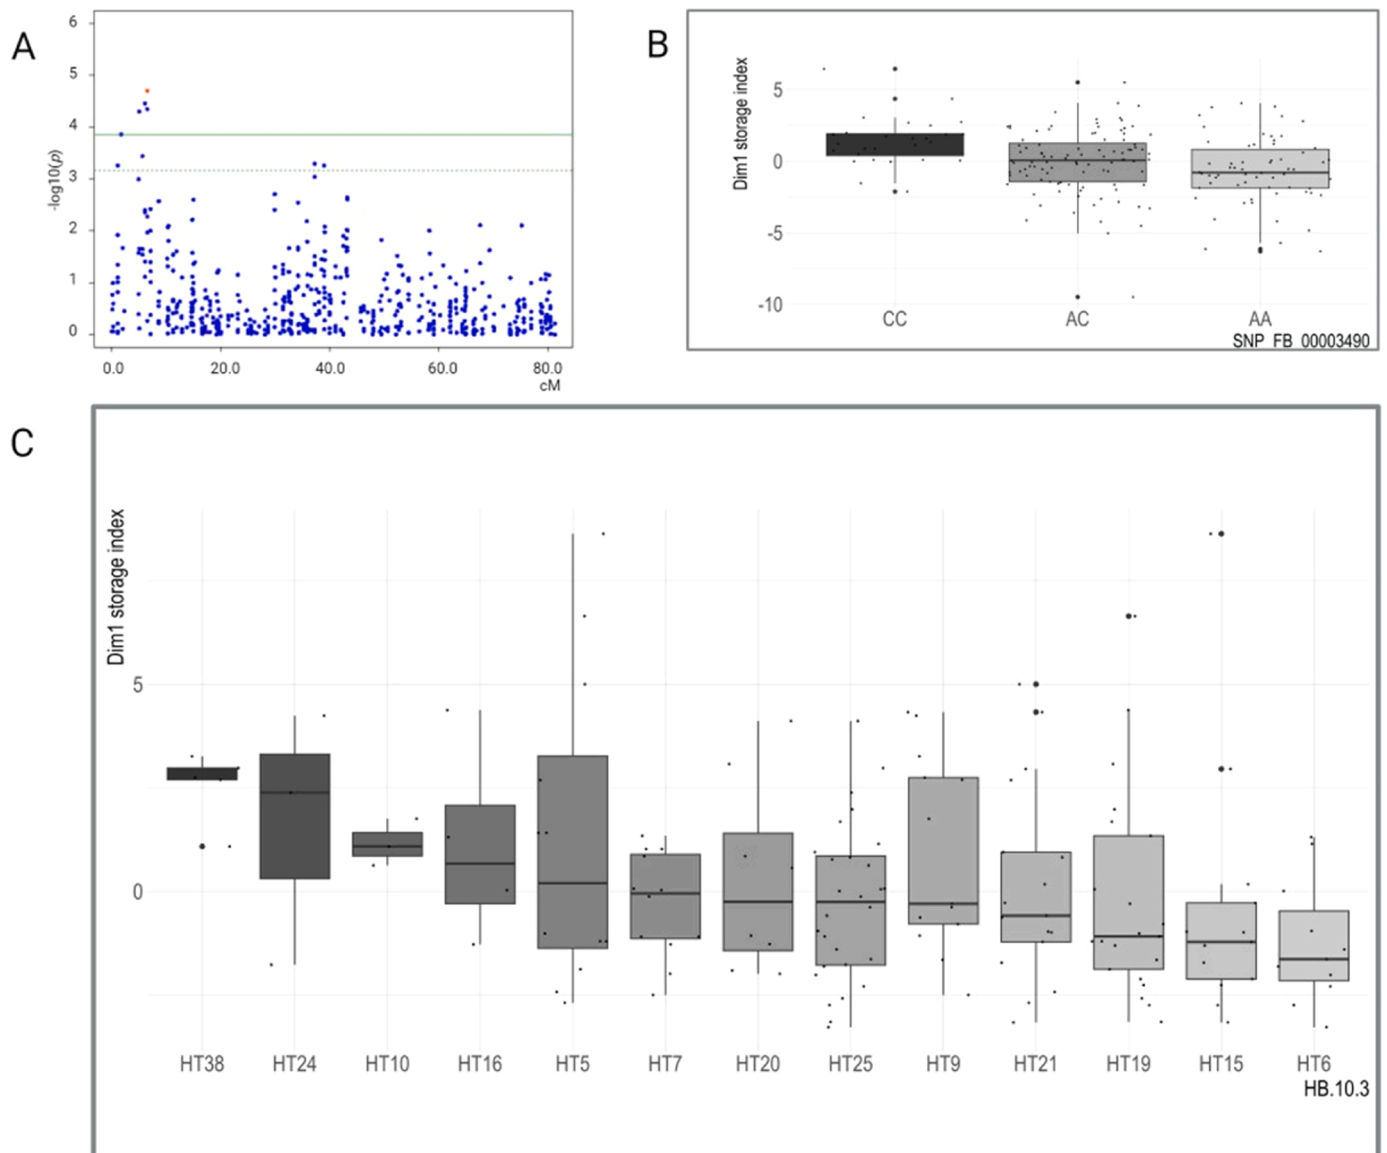 A
6
5
4
3
2
1
0
-log10(p)
0.0 20.0 40.0 60.0 80.0
cM
B
Dim1 storage index
5
0
-5
-10
CC AC AA
SNP_FB_00003490
C
Dim1 storage index
5
0
HT38 HT24 HT10 HT16 HT5 HT7 HT20 HT25 HT9 HT21 HT19 HT15 HT6
HB.10.3